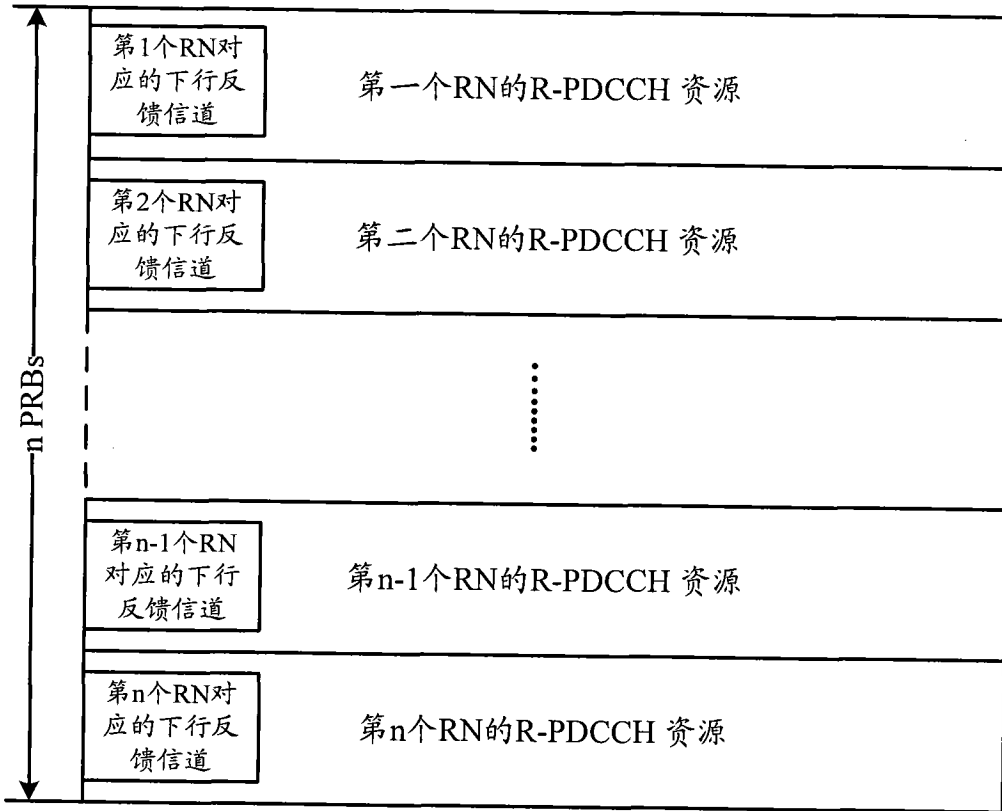 第1个RN对
应的下行反
馈信道
第一个RN的R-PDCCH 资源
第2个RN对
应的下行反
馈信道
第二个RN的R-PDCCH 资源
n PRBs
第n-1个RN
对应的下行
反馈信道
第n-1个RN的R-PDCCH 资源
第n个RN对
应的下行反
馈信道
第n个RN的R-PDCCH 资源